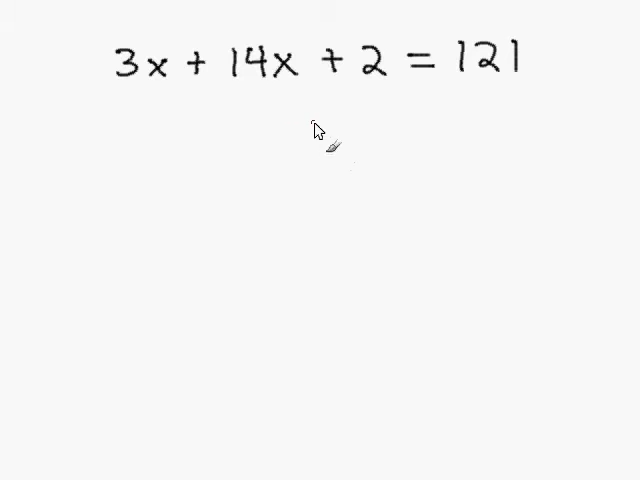 3x + 14x + 2 = 121